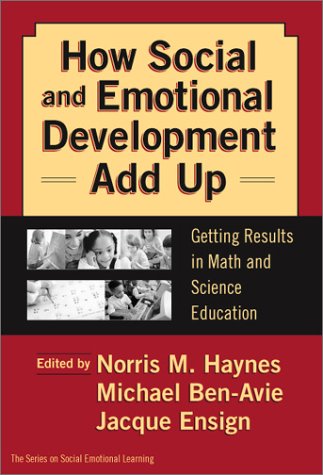 How Social
and Emotional
Development
Add Up
Getting Results
in Math and
Science
Education
Edited by Norris M. Haynes
Michael Ben-Avie
Jacque Ensign
The Series on Social Emotional Learning